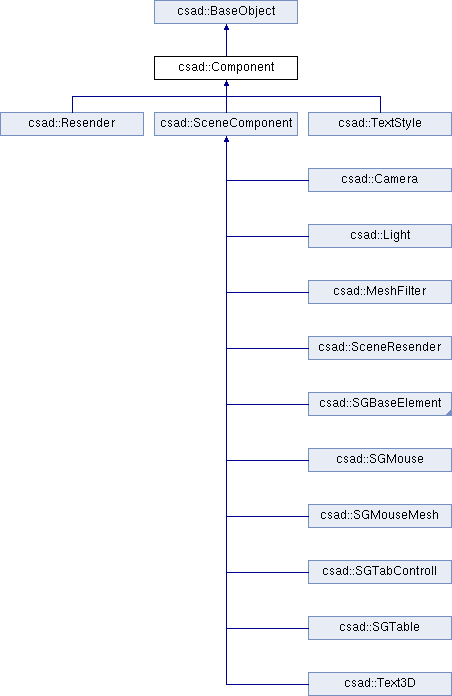 csad::BaseObject
csad::Component
csad::Resender
csad::SceneComponent
csad::TextStyle
csad::Camera
csad::Light
csad::MeshFilter
csad::SceneResender
csad::SGBaseElement
csad::SGMouse
csad::SGMouseMesh
csad::SGTabControll
csad::SGTable
csad::Text3D